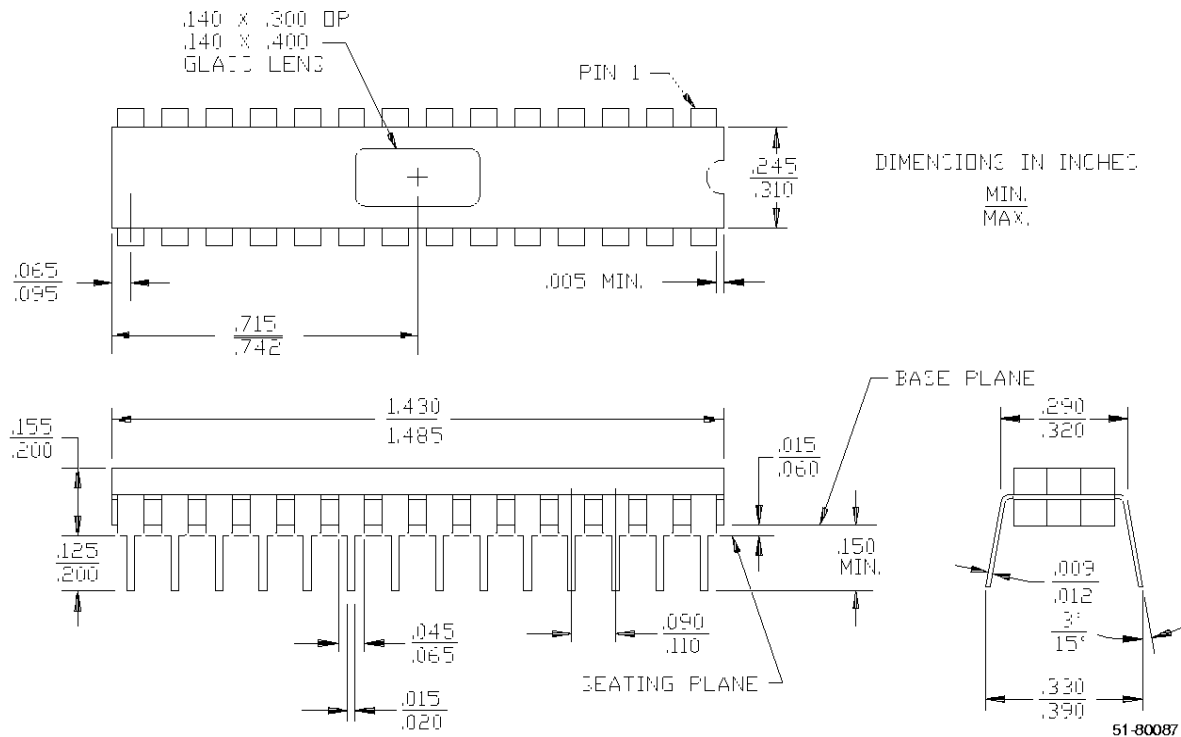 .140 X .300 OR
.140 X .400
GLASS LENS
PIN 1
.245
.310
DIMENSIONS IN INCHES
MIN.
MAX.
.065
.095
.005 MIN.
.715
.742
BASE PLANE
1.430
1.485
.155
.200
.015
.060
.290
.320
.125
.200
.150
MIN.
.009
.012
3°
15°
.045
.065
.090
.110
SEATING PLANE
.015
.020
.330
.390
51-80087